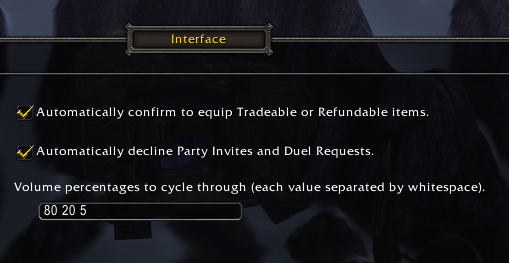 Interface
Automatically confirm to equip Tradeable or Refundable items.
Automatically decline Party Invites and Duel Requests.
Volume percentages to cycle through (each value separated by whitespace).
80 20 5